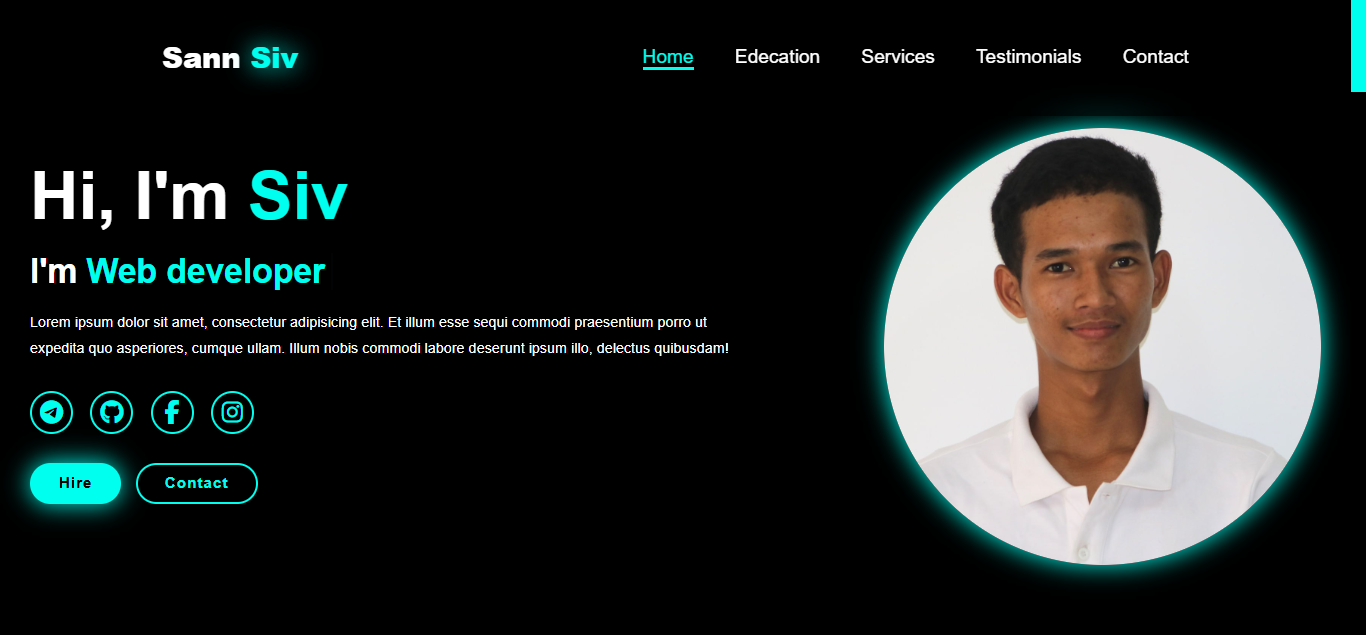 Sann Siv
Home Edecation Services Testimonials Contact
Hi, I'm Siv
I'm Web developer
Lorem ipsum dolor sit amet, consectetur adipisicing elit. Et illum esse sequi commodi praesentium porro ut
expedita quo asperiores, cumque ullam. Illum nobis commodi labore deserunt ipsum illo, delectus quibusdam!
Hire Contact